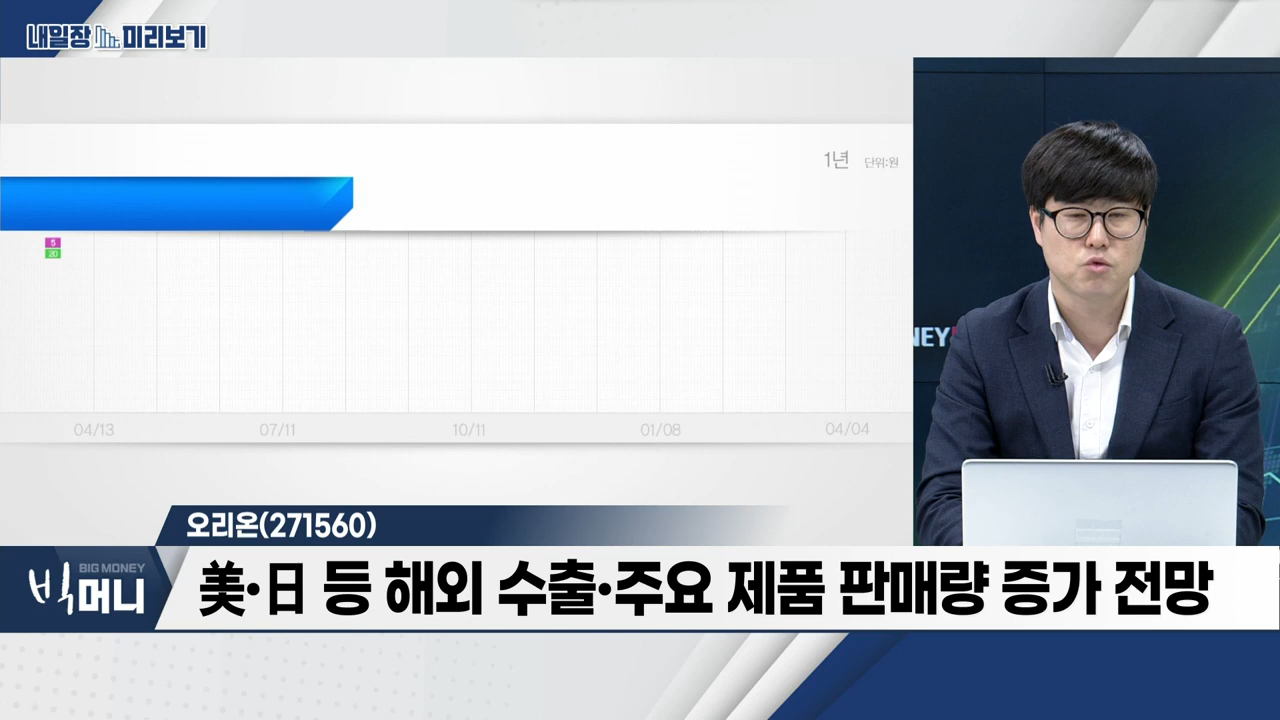 내일장 미리보기
1년 단위:원
5
20
NEY
04/13 07/11 10/11 01/08 04/04
오리온(271560)
BIG MONEY
빅머니
美·日 등 해외 수출·주요 제품 판매량 증가 전망